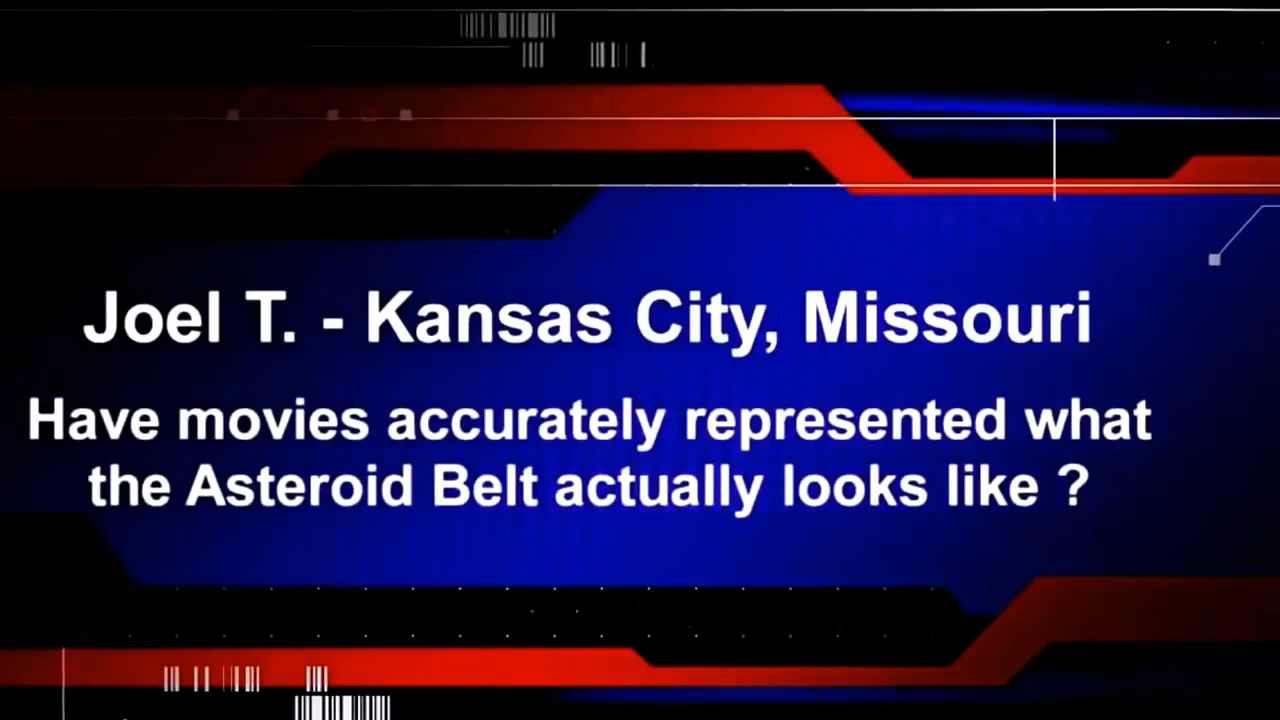 Joel T. - Kansas City, Missouri
Have movies accurately represented what
the Asteroid Belt actually looks like ?